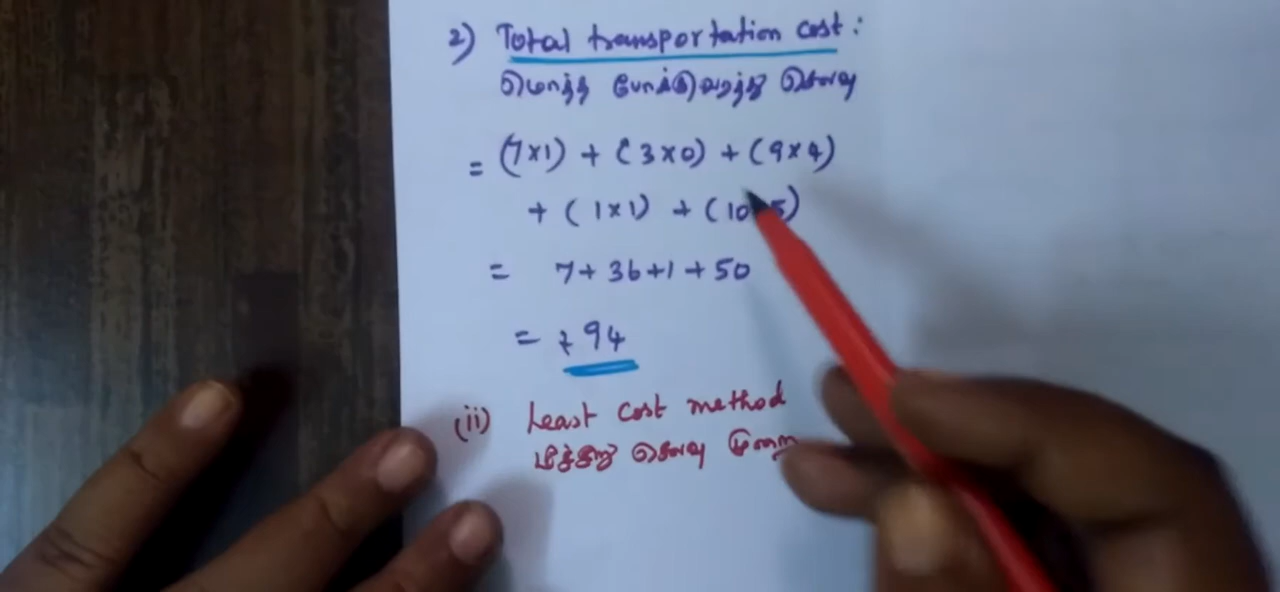 2) Total transportation cost :
மொத்த போக்குவரத்து செலவு
= (7×1) + (3×0) + (9×4)
+ (1×1) + (10×5)
= 7+36+1+50
= ₹94
(ii) Least Cost method
மீச்சிறு செலவு முறை